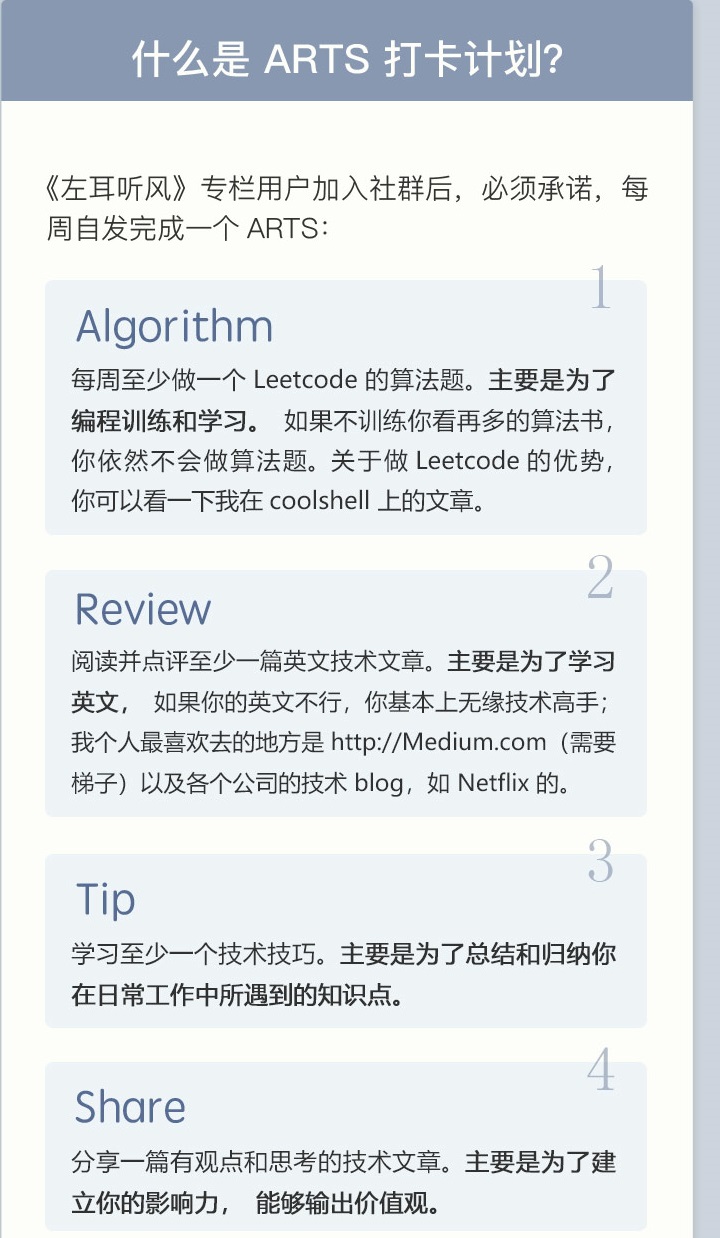 什么是 ARTS 打卡计划?
《左耳听风》专栏用户加入社群后，必须承诺，每
周自发完成一个 ARTS：
1
Algorithm
每周至少做一个 Leetcode 的算法题。主要是为了
编程训练和学习。 如果不训练你看再多的算法书，
你依然不会做算法题。关于做 Leetcode 的优势，
你可以看一下我在 coolshell 上的文章。
2
Review
阅读并点评至少一篇英文技术文章。主要是为了学习
英文， 如果你的英文不行，你基本上无缘技术高手；
我个人最喜欢去的地方是 http://Medium.com（需要
梯子）以及各个公司的技术 blog，如 Netflix 的。
3
Tip
学习至少一个技术技巧。主要是为了总结和归纳你
在日常工作中所遇到的知识点。
4
Share
分享一篇有观点和思考的技术文章。主要是为了建
立你的影响力， 能够输出价值观。